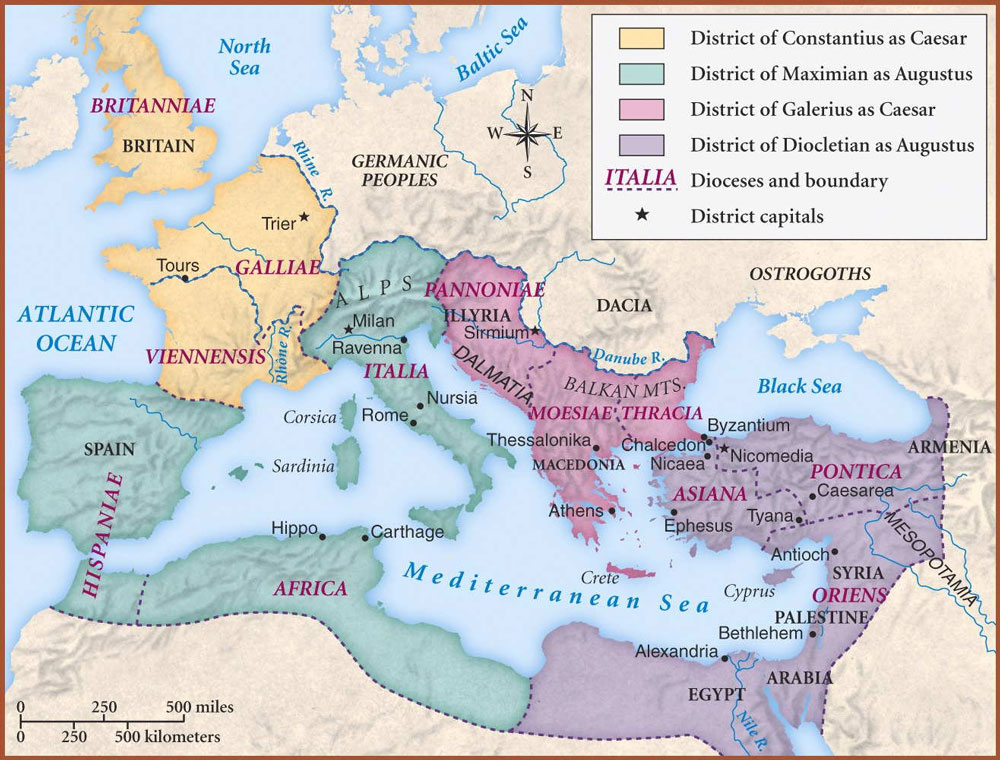 North
Sea
Baltic Sea
District of Constantius as Caesar
District of Maximian as Augustus
District of Galerius as Caesar
District of Diocletian as Augustus
ITALIA Dioceses and boundary
District capitals
N
W E
S
BRITANNIAE
BRITAIN
GERMANIC
PEOPLES
Rhine R.
Trier
Tours
GALLIAE
ATLANTIC
OCEAN
ALPS
PANNONIAE
OSTROGOTHS
DACIA
ILLYRIA
Milan
Sirmium
Ravenna
VIENNENSIS
Rhône R.
ITALIA
DALMATIA
Danube R.
BALKAN MTS.
Black Sea
Corsica
Nursia
Rome
MOESIAE
THRACIA
Byzantium
SPAIN
Thessalonika
Chalcedon
Nicomedia
ARMENIA
Sardinia
MACEDONIA
Nicaea
PONTICA
HISPANIAE
ASIANA
Caesarea
Athens
Ephesus
Tyana
MESOPOTAMIA
Hippo
Carthage
Antioch
Mediterranean Sea
Crete
Cyprus
SYRIA
ORIENS
AFRICA
PALESTINE
Bethlehem
Alexandria
ARABIA
EGYPT
Nile R.
0 250 500 miles
0 250 500 kilometers